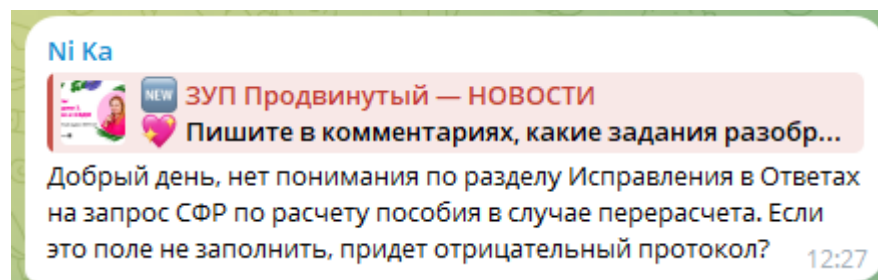 Ni Ka
NEW ЗУП Продвинутый — НОВОСТИ
Пишите в комментариях, какие задания разобр...
Добрый день, нет понимания по разделу Исправления в Ответах
на запрос СФР по расчету пособия в случае перерасчета. Если
это поле не заполнить, придет отрицательный протокол?
12:27